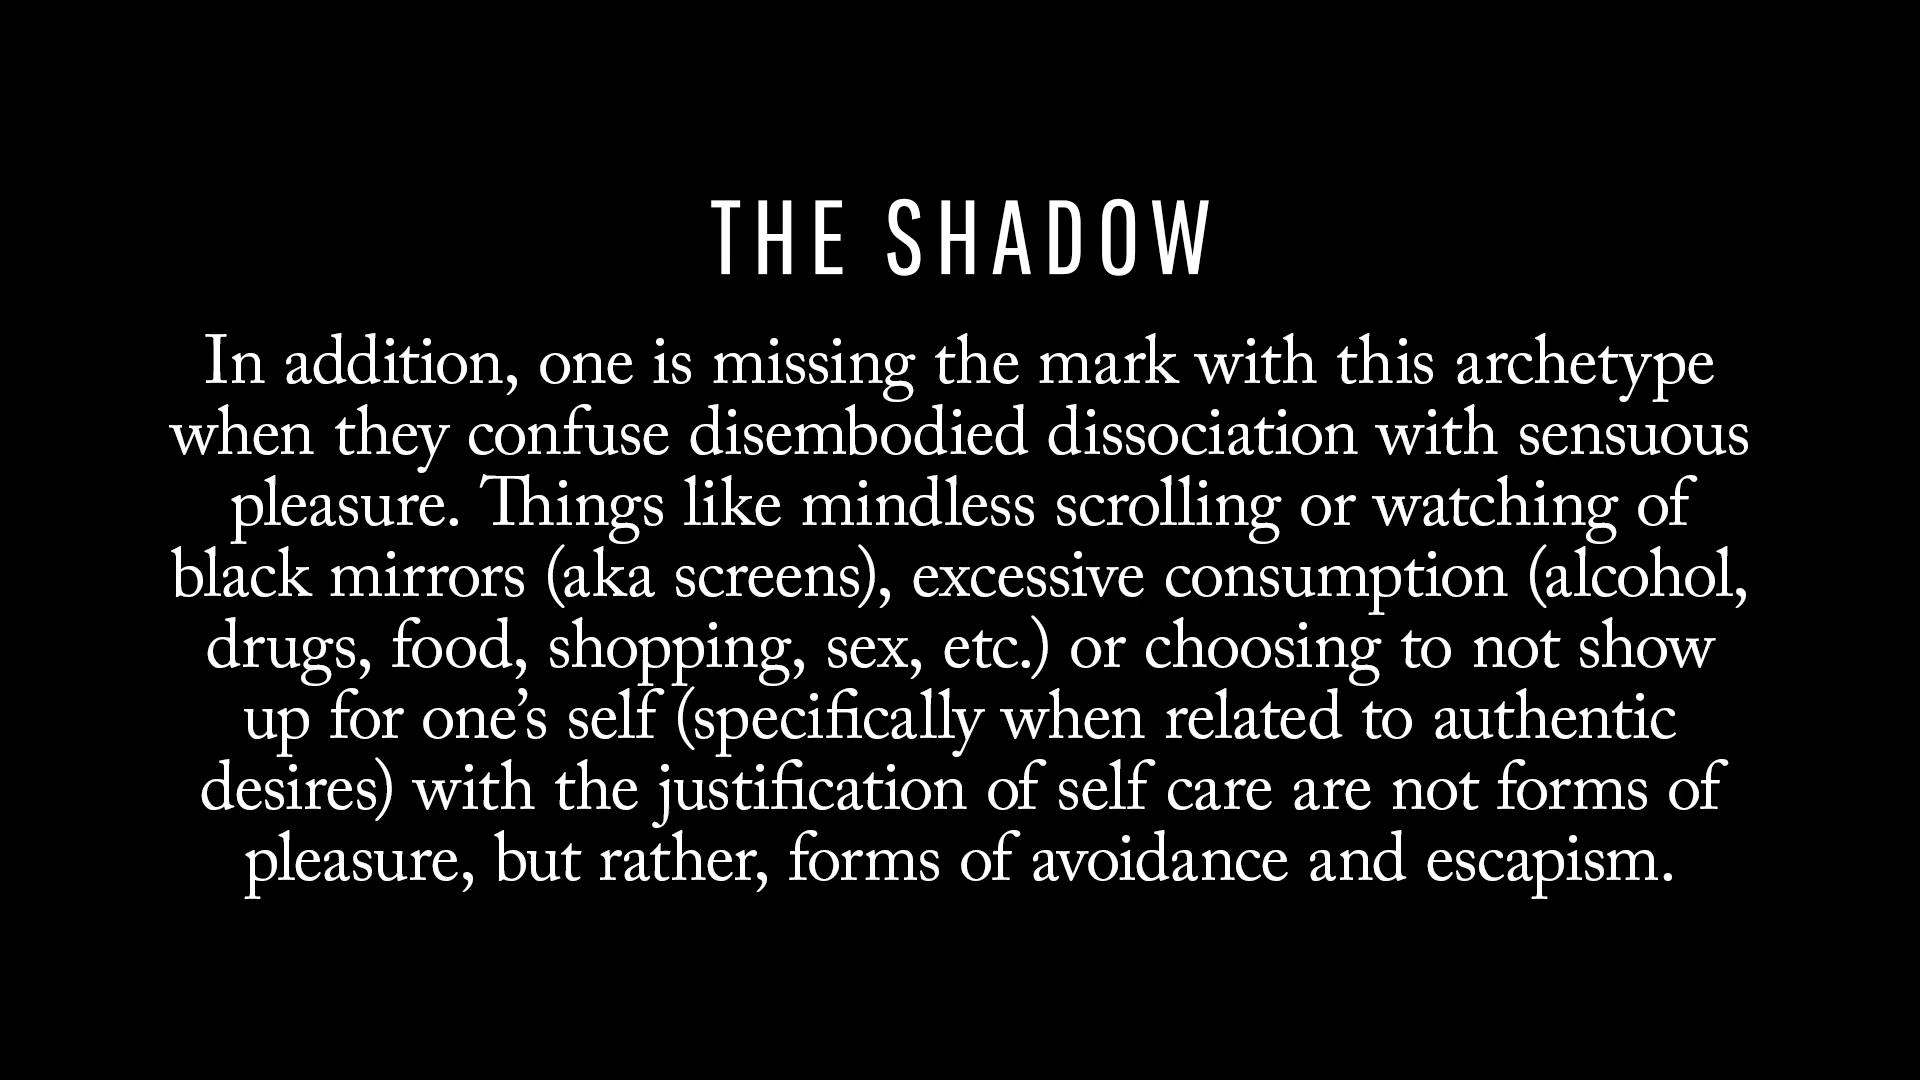 THE SHADOW
In addition, one is missing the mark with this archetype
when they confuse disembodied dissociation with sensuous
pleasure. Things like mindless scrolling or watching of
black mirrors (aka screens), excessive consumption (alcohol,
drugs, food, shopping, sex, etc.) or choosing to not show
up for one’s self (specifically when related to authentic
desires) with the justification of self care are not forms of
pleasure, but rather, forms of avoidance and escapism.